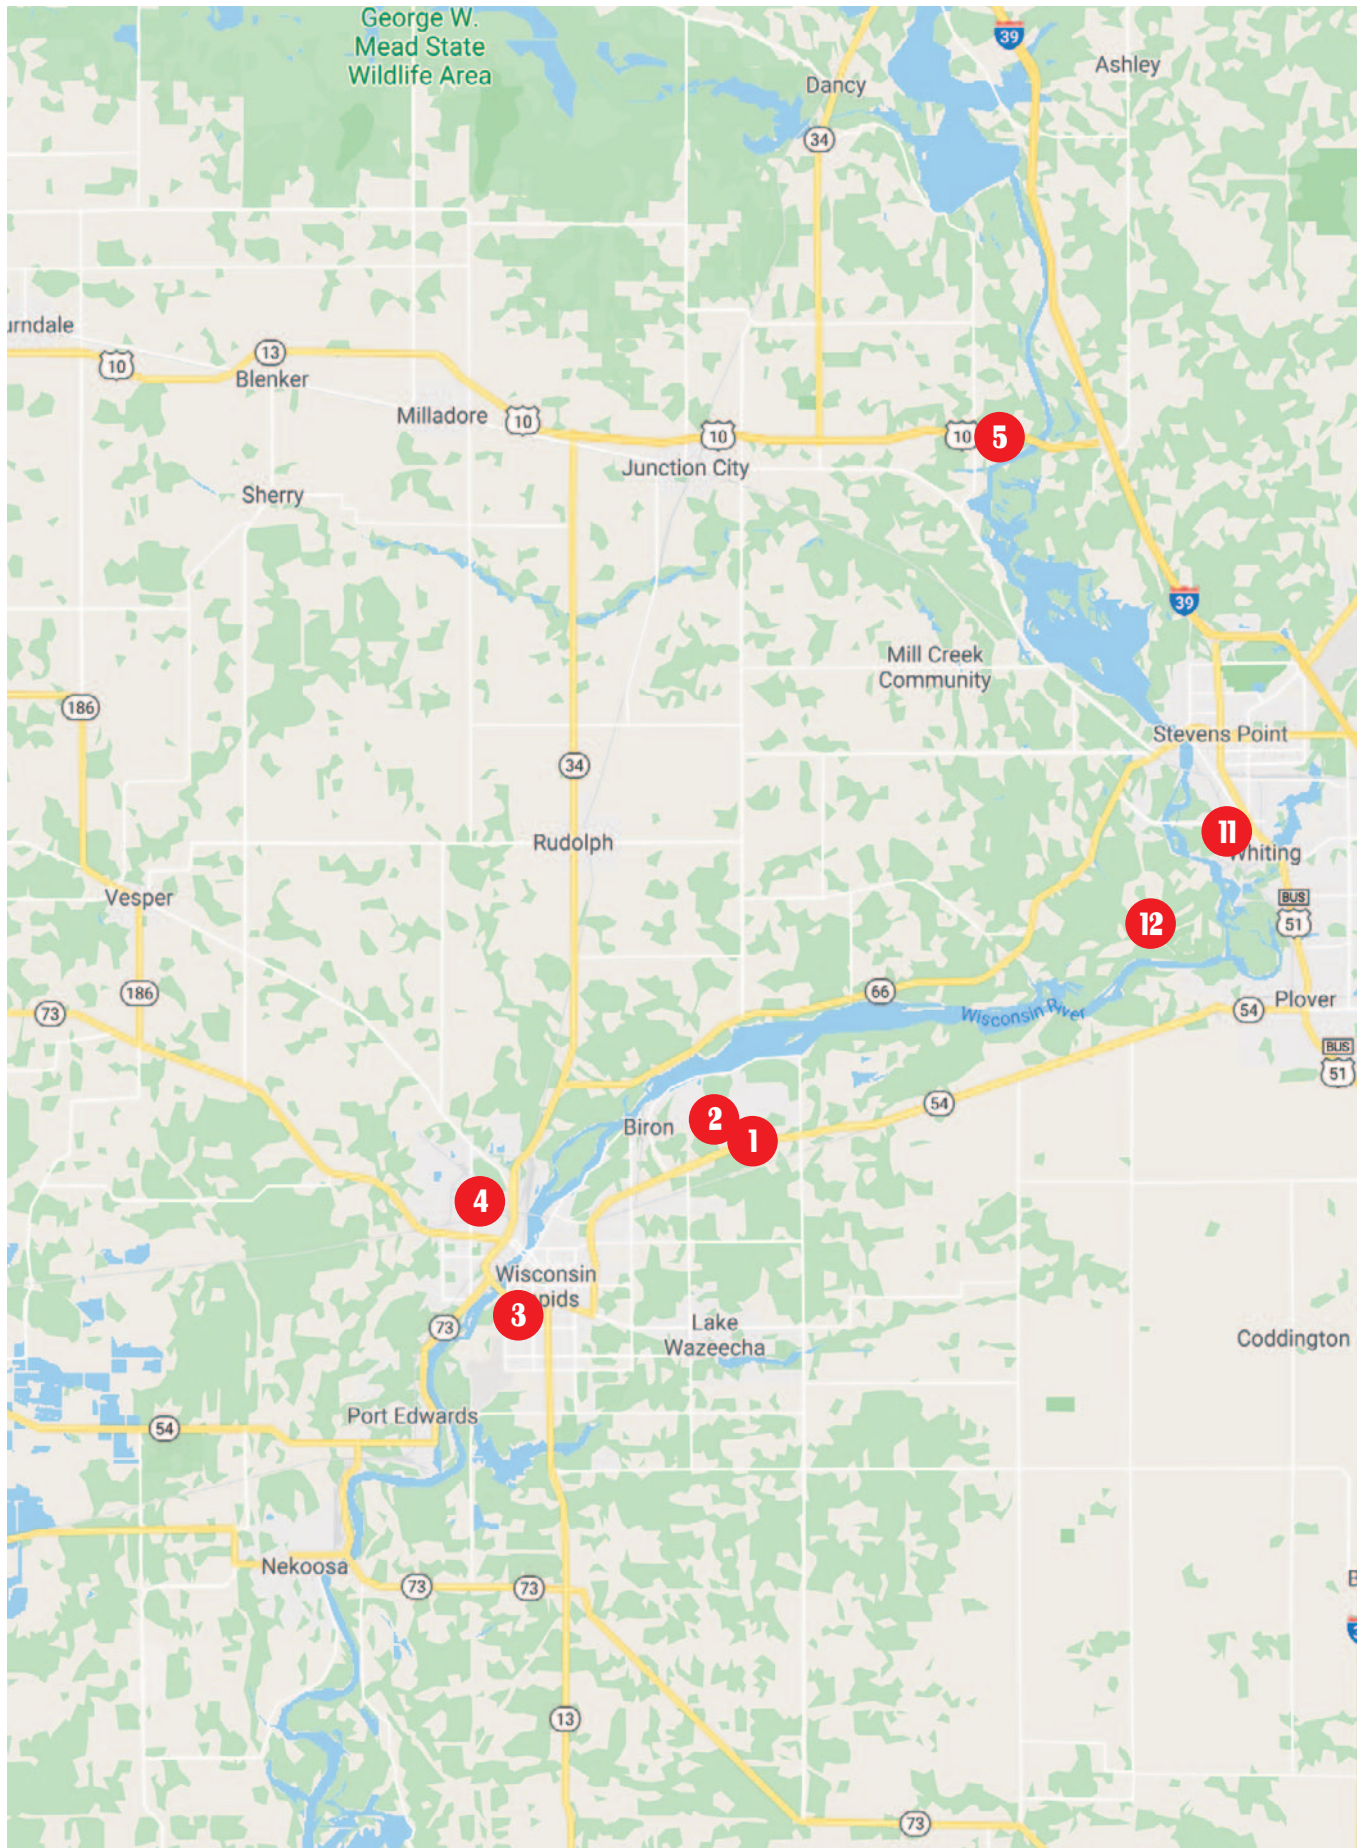 George W.
Mead State
Wildlife Area
39
Ashley
Dancy
34
urndale
13
10
Blenker
Milladore
10
10
10
5
Junction City
Sherry
39
Mill Creek
Community
186
Stevens Point
34
11
Rudolph
Whiting
Vesper
BUS
51
12
186
66
73
Wisconsin River
Plover
54
BUS
51
54
2
Biron
1
4
Wisconsin
pids
3
73
Lake
Wazeecha
Coddington
Port Edwards
54
Nekoosa
73
73
13
73